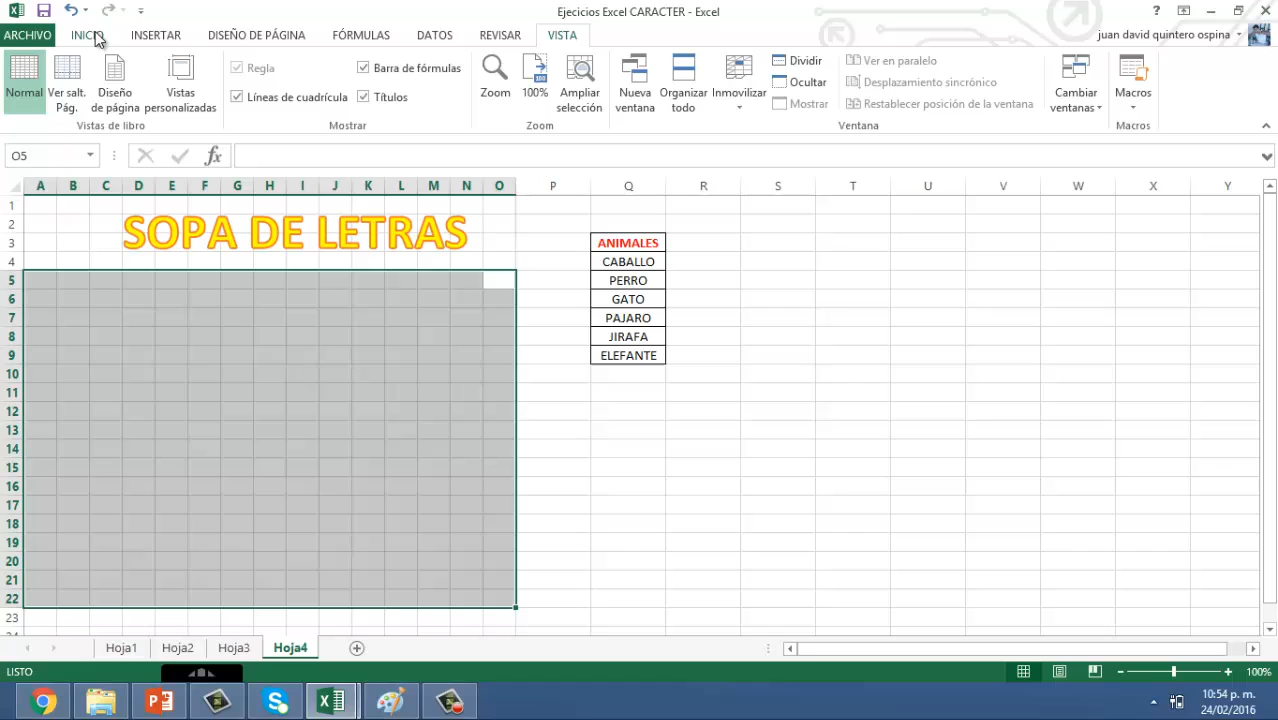 Ejecicios Excel CARACTER - Excel
ARCHIVO INICIO INSERTAR DISEÑO DE PÁGINA FÓRMULAS DATOS REVISAR VISTA juan david quintero ospina
Normal
Ver salt. Pág.
Diseño de página
Vistas personalizadas
Vistas de libro
Regla
Barra de fórmulas
Líneas de cuadrícula
Títulos
Mostrar
Zoom
100%
Ampliar selección
Zoom
Nueva ventana
Organizar todo
Inmovilizar
Dividir
Ocultar
Mostrar
Ver en paralelo
Desplazamiento sincrónico
Restablecer posición de la ventana
Ventana
Cambiar ventanas
Macros
Macros
O5
fx
A B C D E F G H I J K L M N O P Q R S T U V W X Y
1
2
3
4
5
6
7
8
9
10
11
12
13
14
15
16
17
18
19
20
21
22
23
SOPA DE LETRAS
ANIMALES
CABALLO
PERRO
GATO
PAJARO
JIRAFA
ELEFANTE
Hoja1 Hoja2 Hoja3 Hoja4
LISTO
100%
10:54 p. m.
24/02/2016